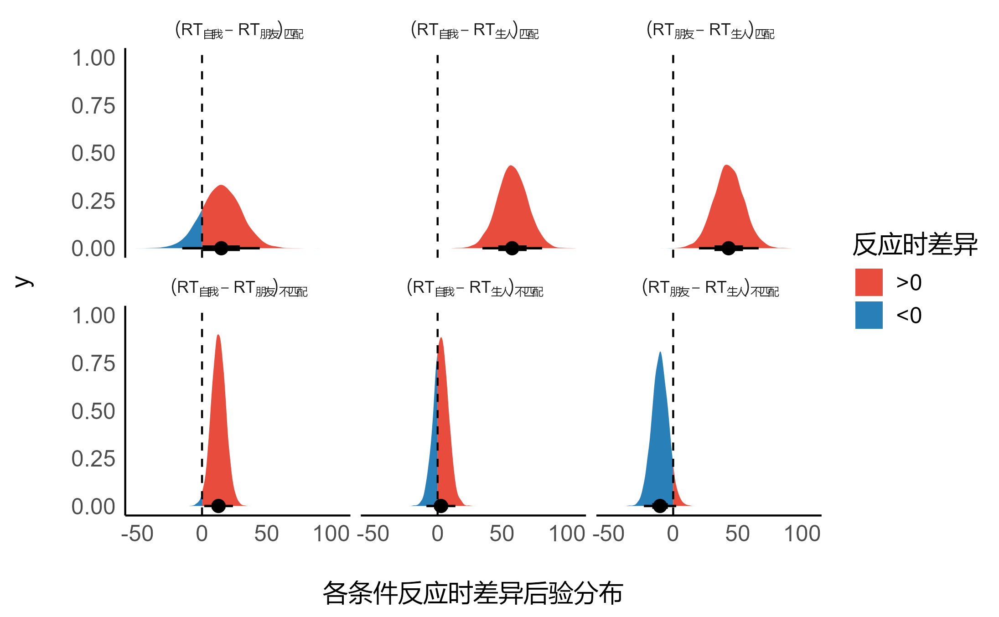 (RT自我 − RT朋友)匹配
(RT自我 − RT生人)匹配
(RT朋友 − RT生人)匹配
1.00
0.75
0.50
0.25
0.00
y
(RT自我 − RT朋友)不匹配
(RT自我 − RT生人)不匹配
(RT朋友 − RT生人)不匹配
1.00
0.75
0.50
0.25
0.00
-50 0 50 100
-50 0 50 100
-50 0 50 100
各条件反应时差异后验分布
反应时差异
>0
<0